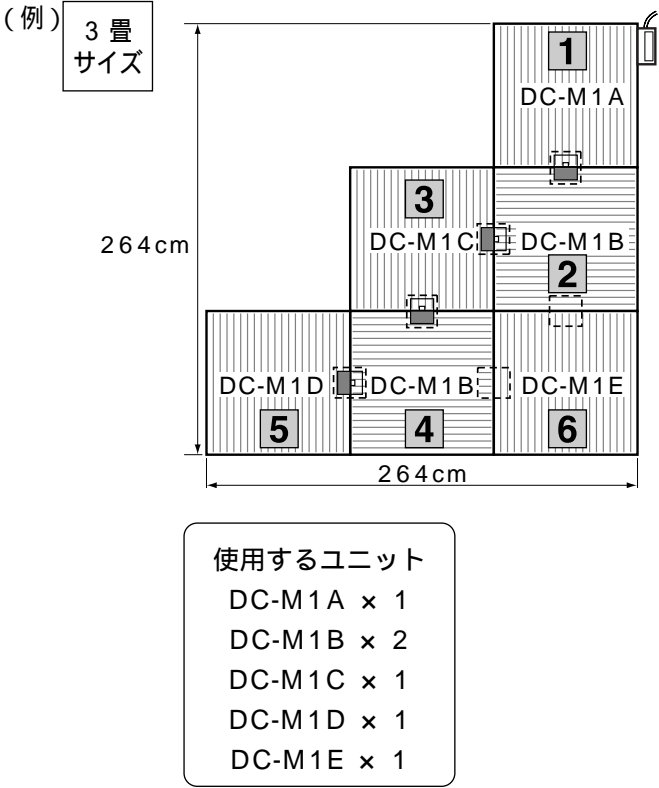 (例)
3 畳
サイズ
1
DC-M1A
3
DC-M1C
DC-M1B
2
264cm
DC-M1D
DC-M1B
DC-M1E
5
4
6
264cm
使用するユニット
DC-M1A × 1
DC-M1B × 2
DC-M1C × 1
DC-M1D × 1
DC-M1E × 1